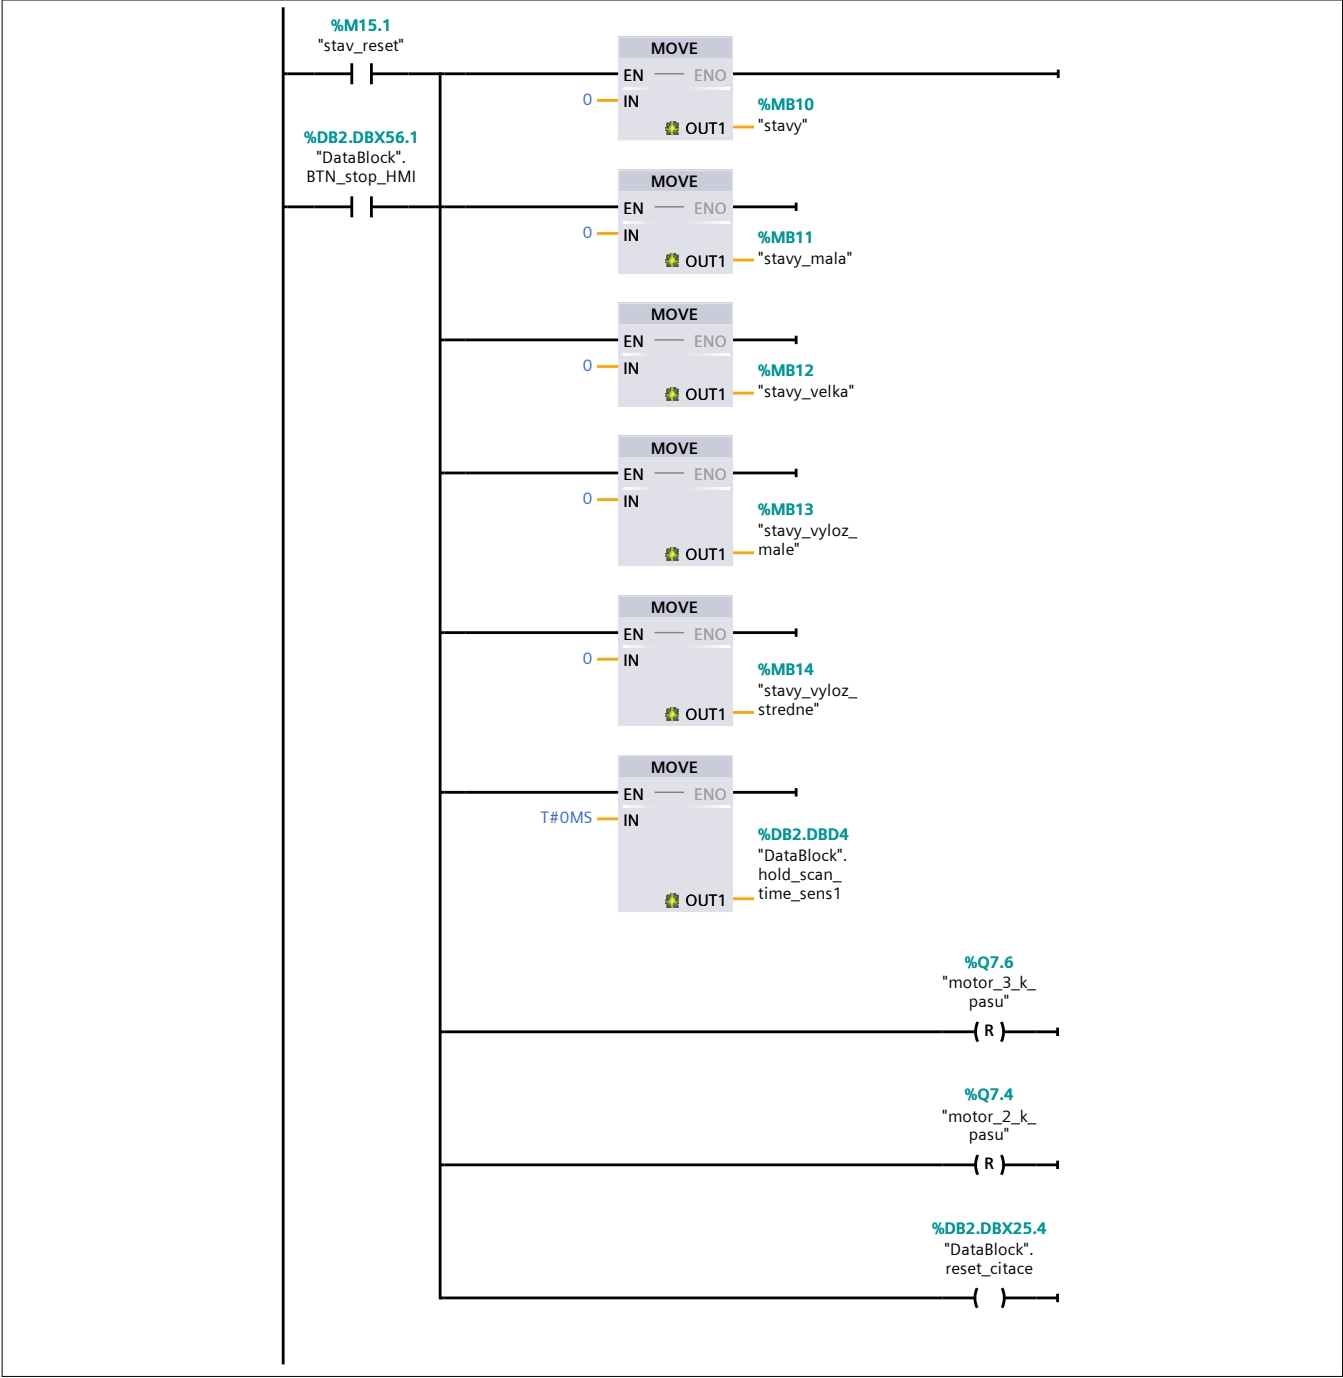 %M15.1
"stav_reset"
MOVE
EN
ENO
0
IN
%MB10
OUT1
"stavy"
%DB2.DBX56.1
"DataBlock".
BTN_stop_HMI
MOVE
EN
ENO
0
IN
%MB11
OUT1
"stavy_mala"
MOVE
EN
ENO
0
IN
%MB12
OUT1
"stavy_velka"
MOVE
EN
ENO
0
IN
%MB13
"stavy_vyloz_
male"
OUT1
MOVE
EN
ENO
0
IN
%MB14
"stavy_vyloz_
stredne"
OUT1
MOVE
EN
ENO
T#0MS
IN
%DB2.DBD4
"DataBlock".
hold_scan_
time_sens1
OUT1
%Q7.6
"motor_3_k_
pasu"
R
%Q7.4
"motor_2_k_
pasu"
R
%DB2.DBX25.4
"DataBlock".
reset_citace